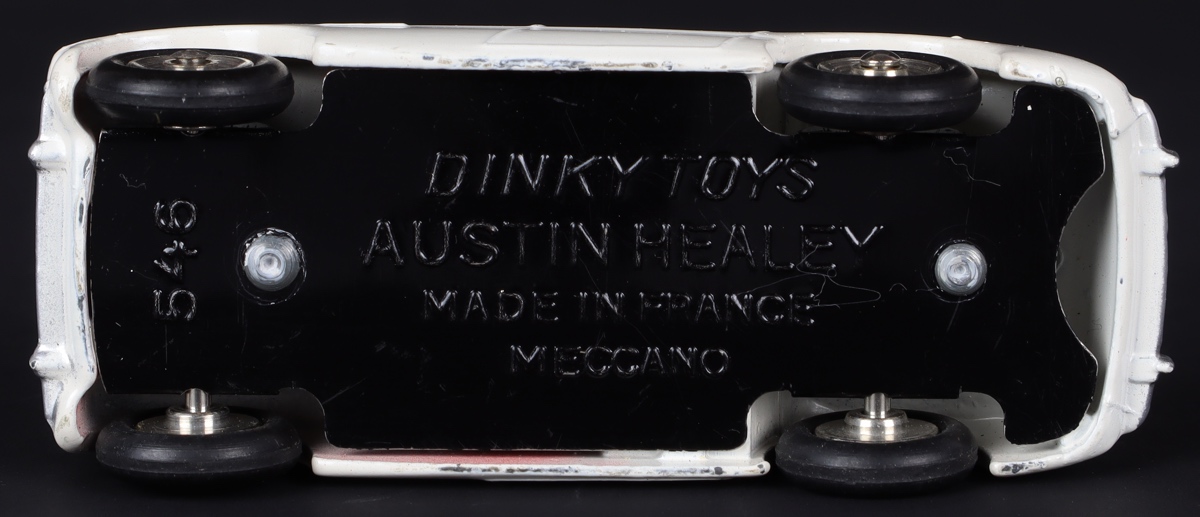 DINKY TOYS
AUSTIN HEALEY
MADE IN FRANCE
MECCANO
546